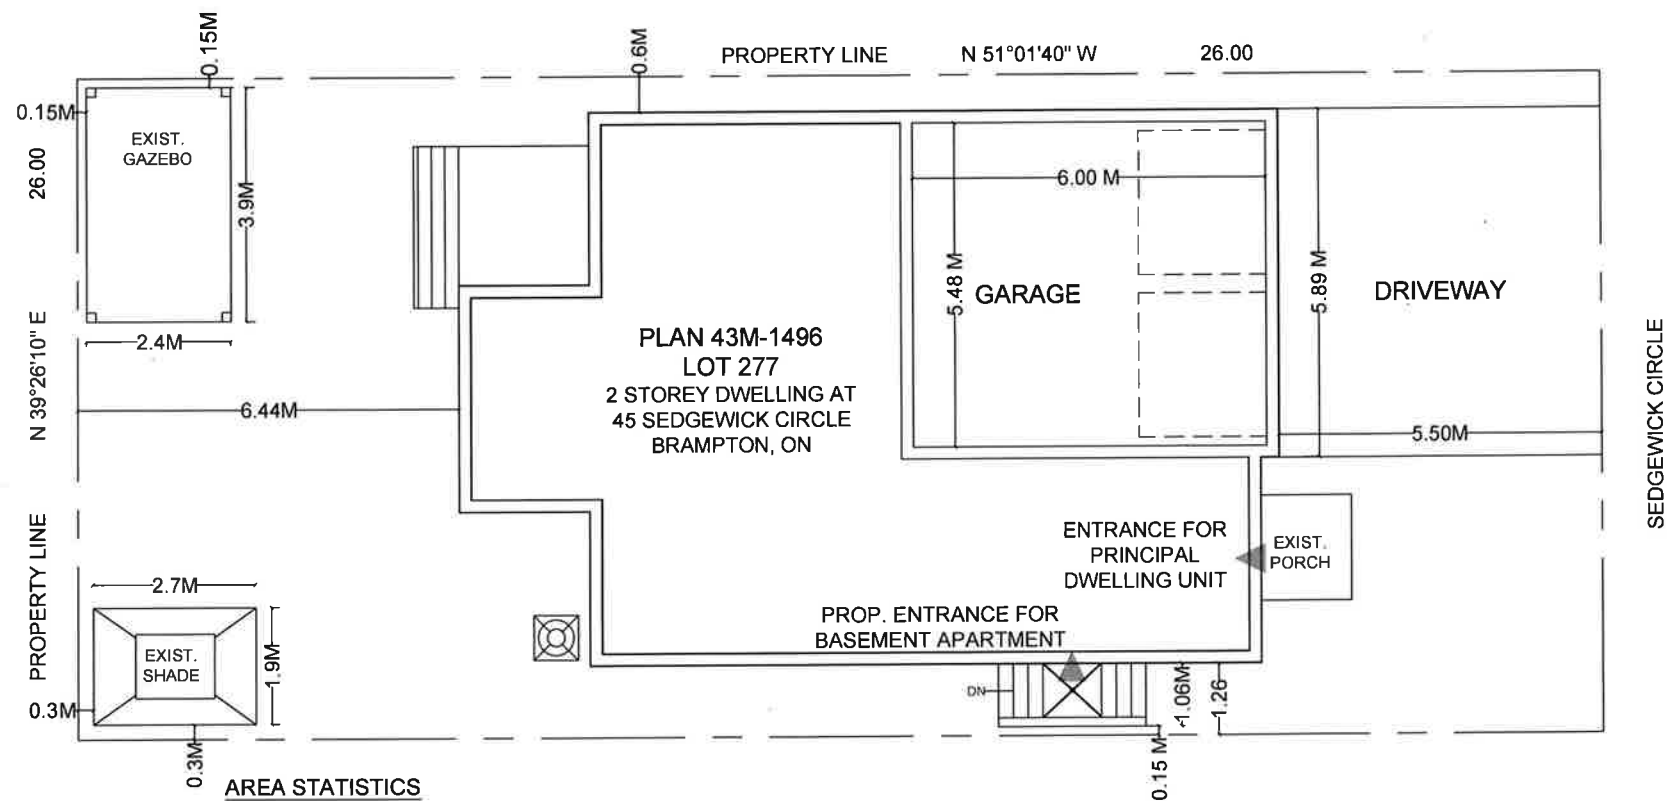 0.15M
0.6M
PROPERTY LINE N 51°01'40" W 26.00
0.15M
EXIST.
GAZEBO
26.00
3.9M
2.4M
N 39°26'10" E
6.44M
PROPERTY LINE
6.00 M
5.48 M
GARAGE
5.89 M
DRIVEWAY
5.50M
SEDGEWICK CIRCLE
PLAN 43M-1496
LOT 277
2 STOREY DWELLING AT
45 SEDGEWICK CIRCLE
BRAMPTON, ON
ENTRANCE FOR
PRINCIPAL
DWELLING UNIT
EXIST.
PORCH
PROP. ENTRANCE FOR
BASEMENT APARTMENT
2.7M
EXIST.
SHADE
1.9M
0.3M
0.3M
DN
1.06M
1.26
0.15 M
AREA STATISTICS